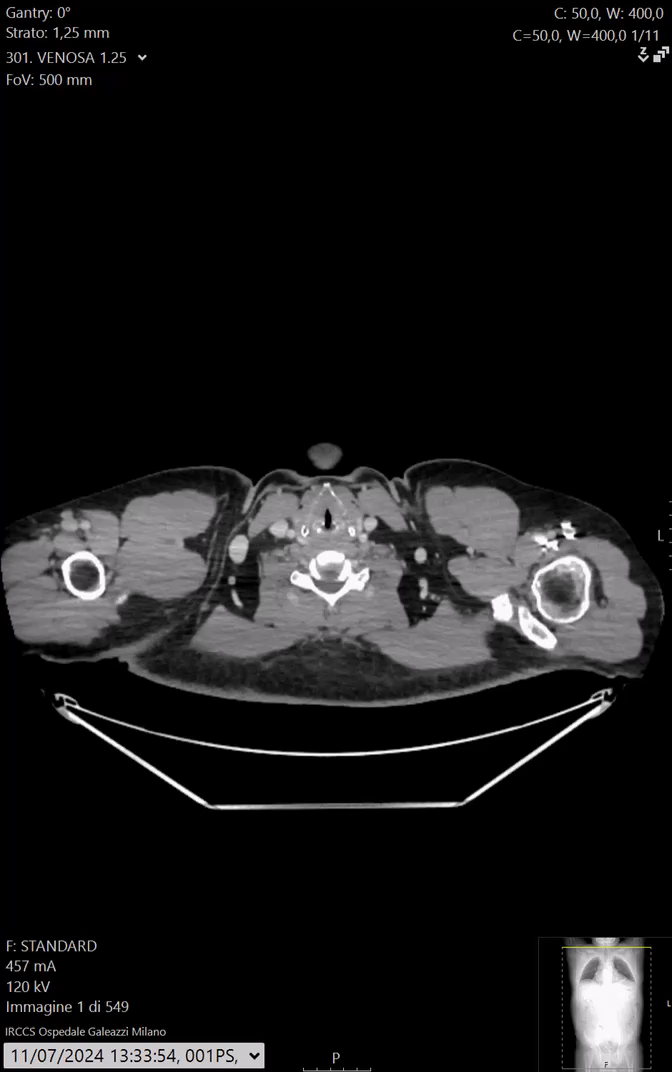 Gantry: 0°
Strato: 1,25 mm
301. VENOSA 1.25
FoV: 500 mm
C: 50,0, W: 400,0
C=50,0, W=400,0 1/11
Z
L
F: STANDARD
457 mA
120 kV
Immagine 1 di 549
IRCCS Ospedale Galeazzi Milano
11/07/2024 13:33:54, 001PS,
P
L
F